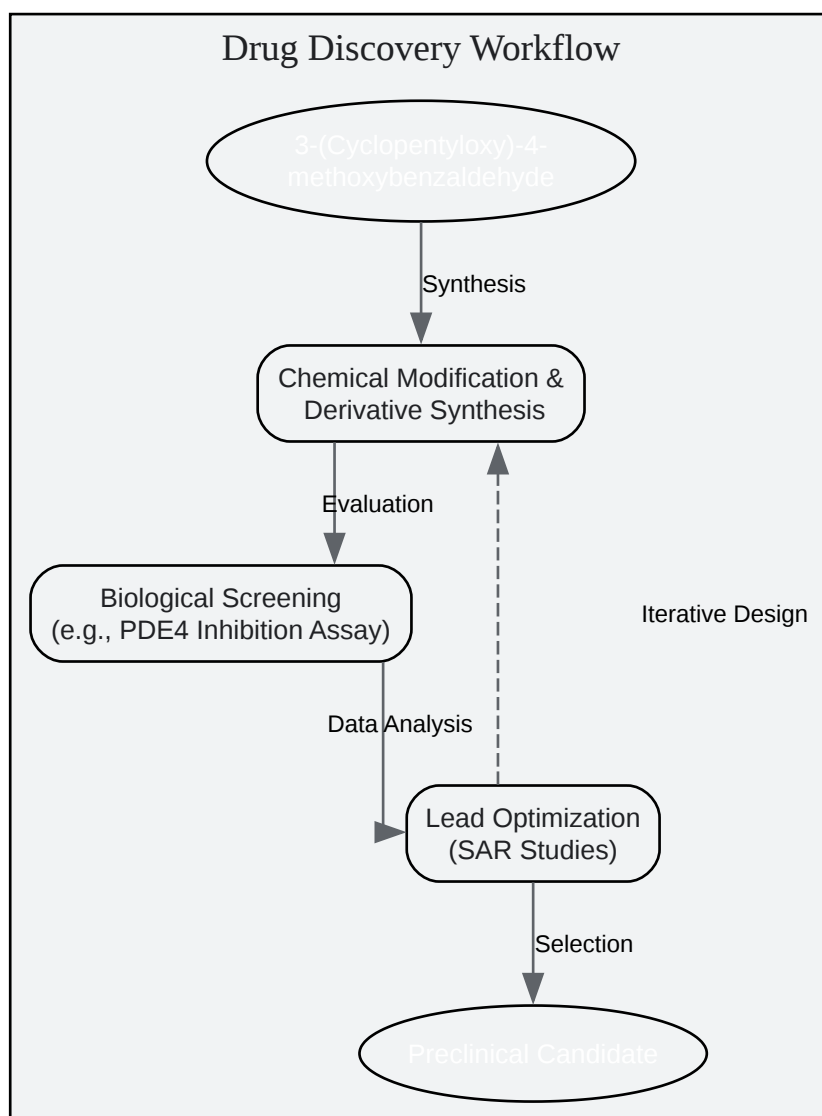 Drug Discovery Workflow
3-(Cyclopentyloxy)-4-
methoxybenzaldehyde
Synthesis
Chemical Modification &
Derivative Synthesis
Evaluation
Biological Screening
(e.g., PDE4 Inhibition Assay)
Iterative Design
Data Analysis
Lead Optimization
(SAR Studies)
Selection
Preclinical Candidate